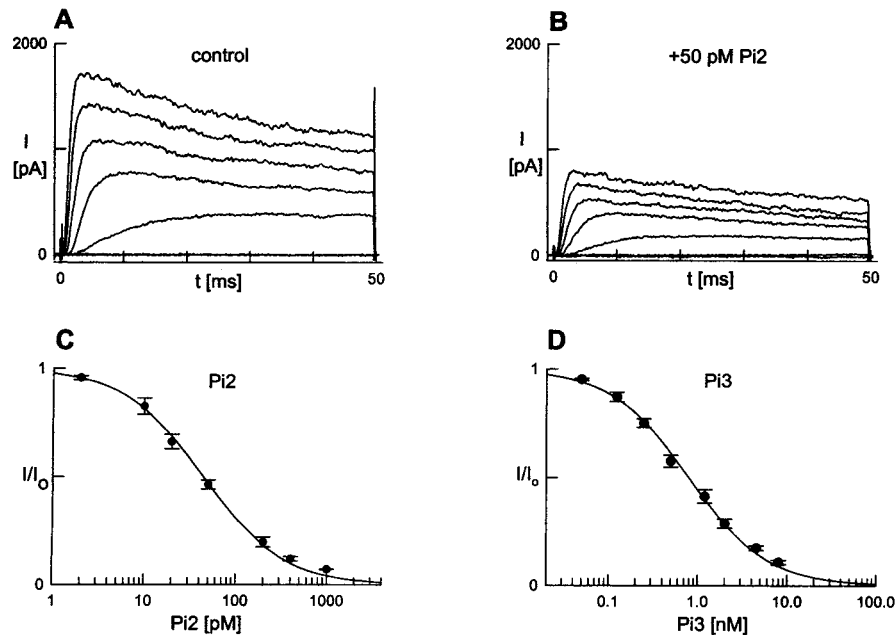 A
B
2000
control
I
[pA]
0
0
t [ms]
50
2000
+50 pM Pi2
I
[pA]
0
0
t [ms]
50
C
D
1
Pi2
I/Io
0
1
10
100
1000
Pi2 [pM]
1
Pi3
I/Io
0
0.1
1.0
10.0
100.0
Pi3 [nM]